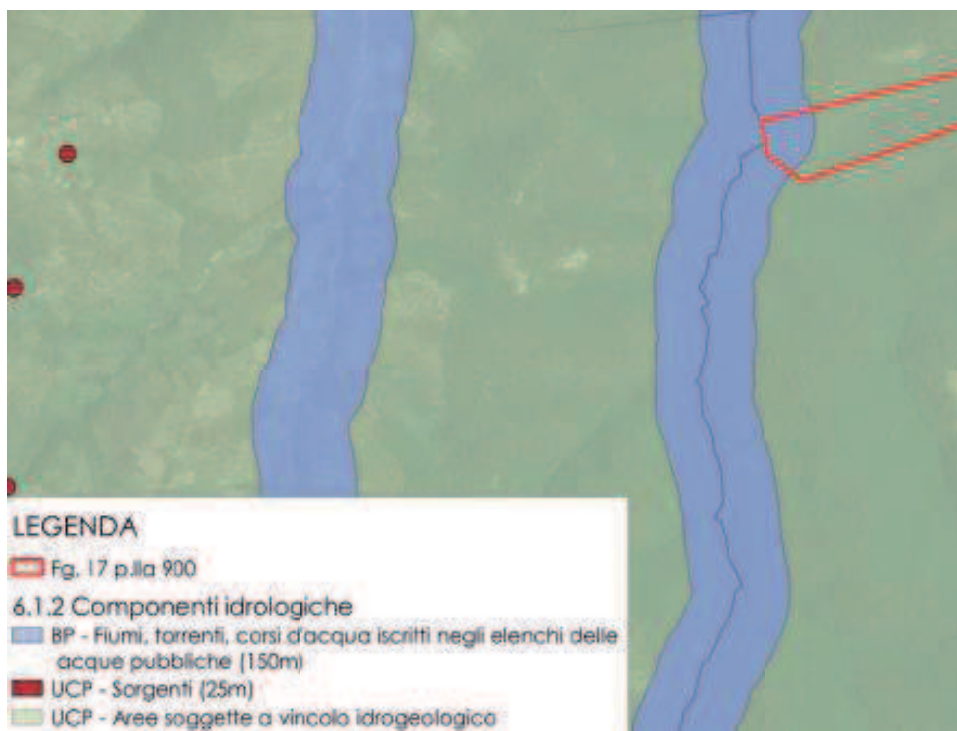 LEGENDA
Fg. 17 p.lla 900
6.1.2 Componenti idrologiche
BP - Fiumi, torrenti, corsi d'acqua iscritti negli elenchi delle
acque pubbliche (150m)
UCP - Sorgenti (25m)
UCP - Aree soggette a vincolo idrogeologico